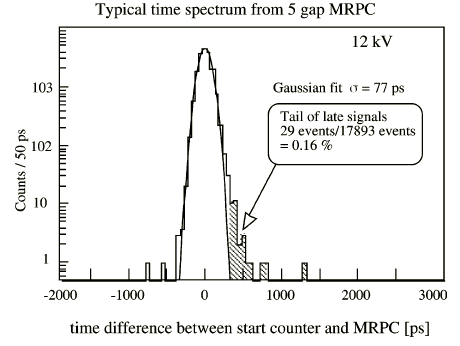 Typical time spectrum from 5 gap MRPC
12 kV
Gaussian fit σ = 77 ps
Tail of late signals
29 events/17893 events
= 0.16 %
Counts / 50 ps
103
102
10
1
-2000 -1000 0 1000 2000 3000
time difference between start counter and MRPC [ps]